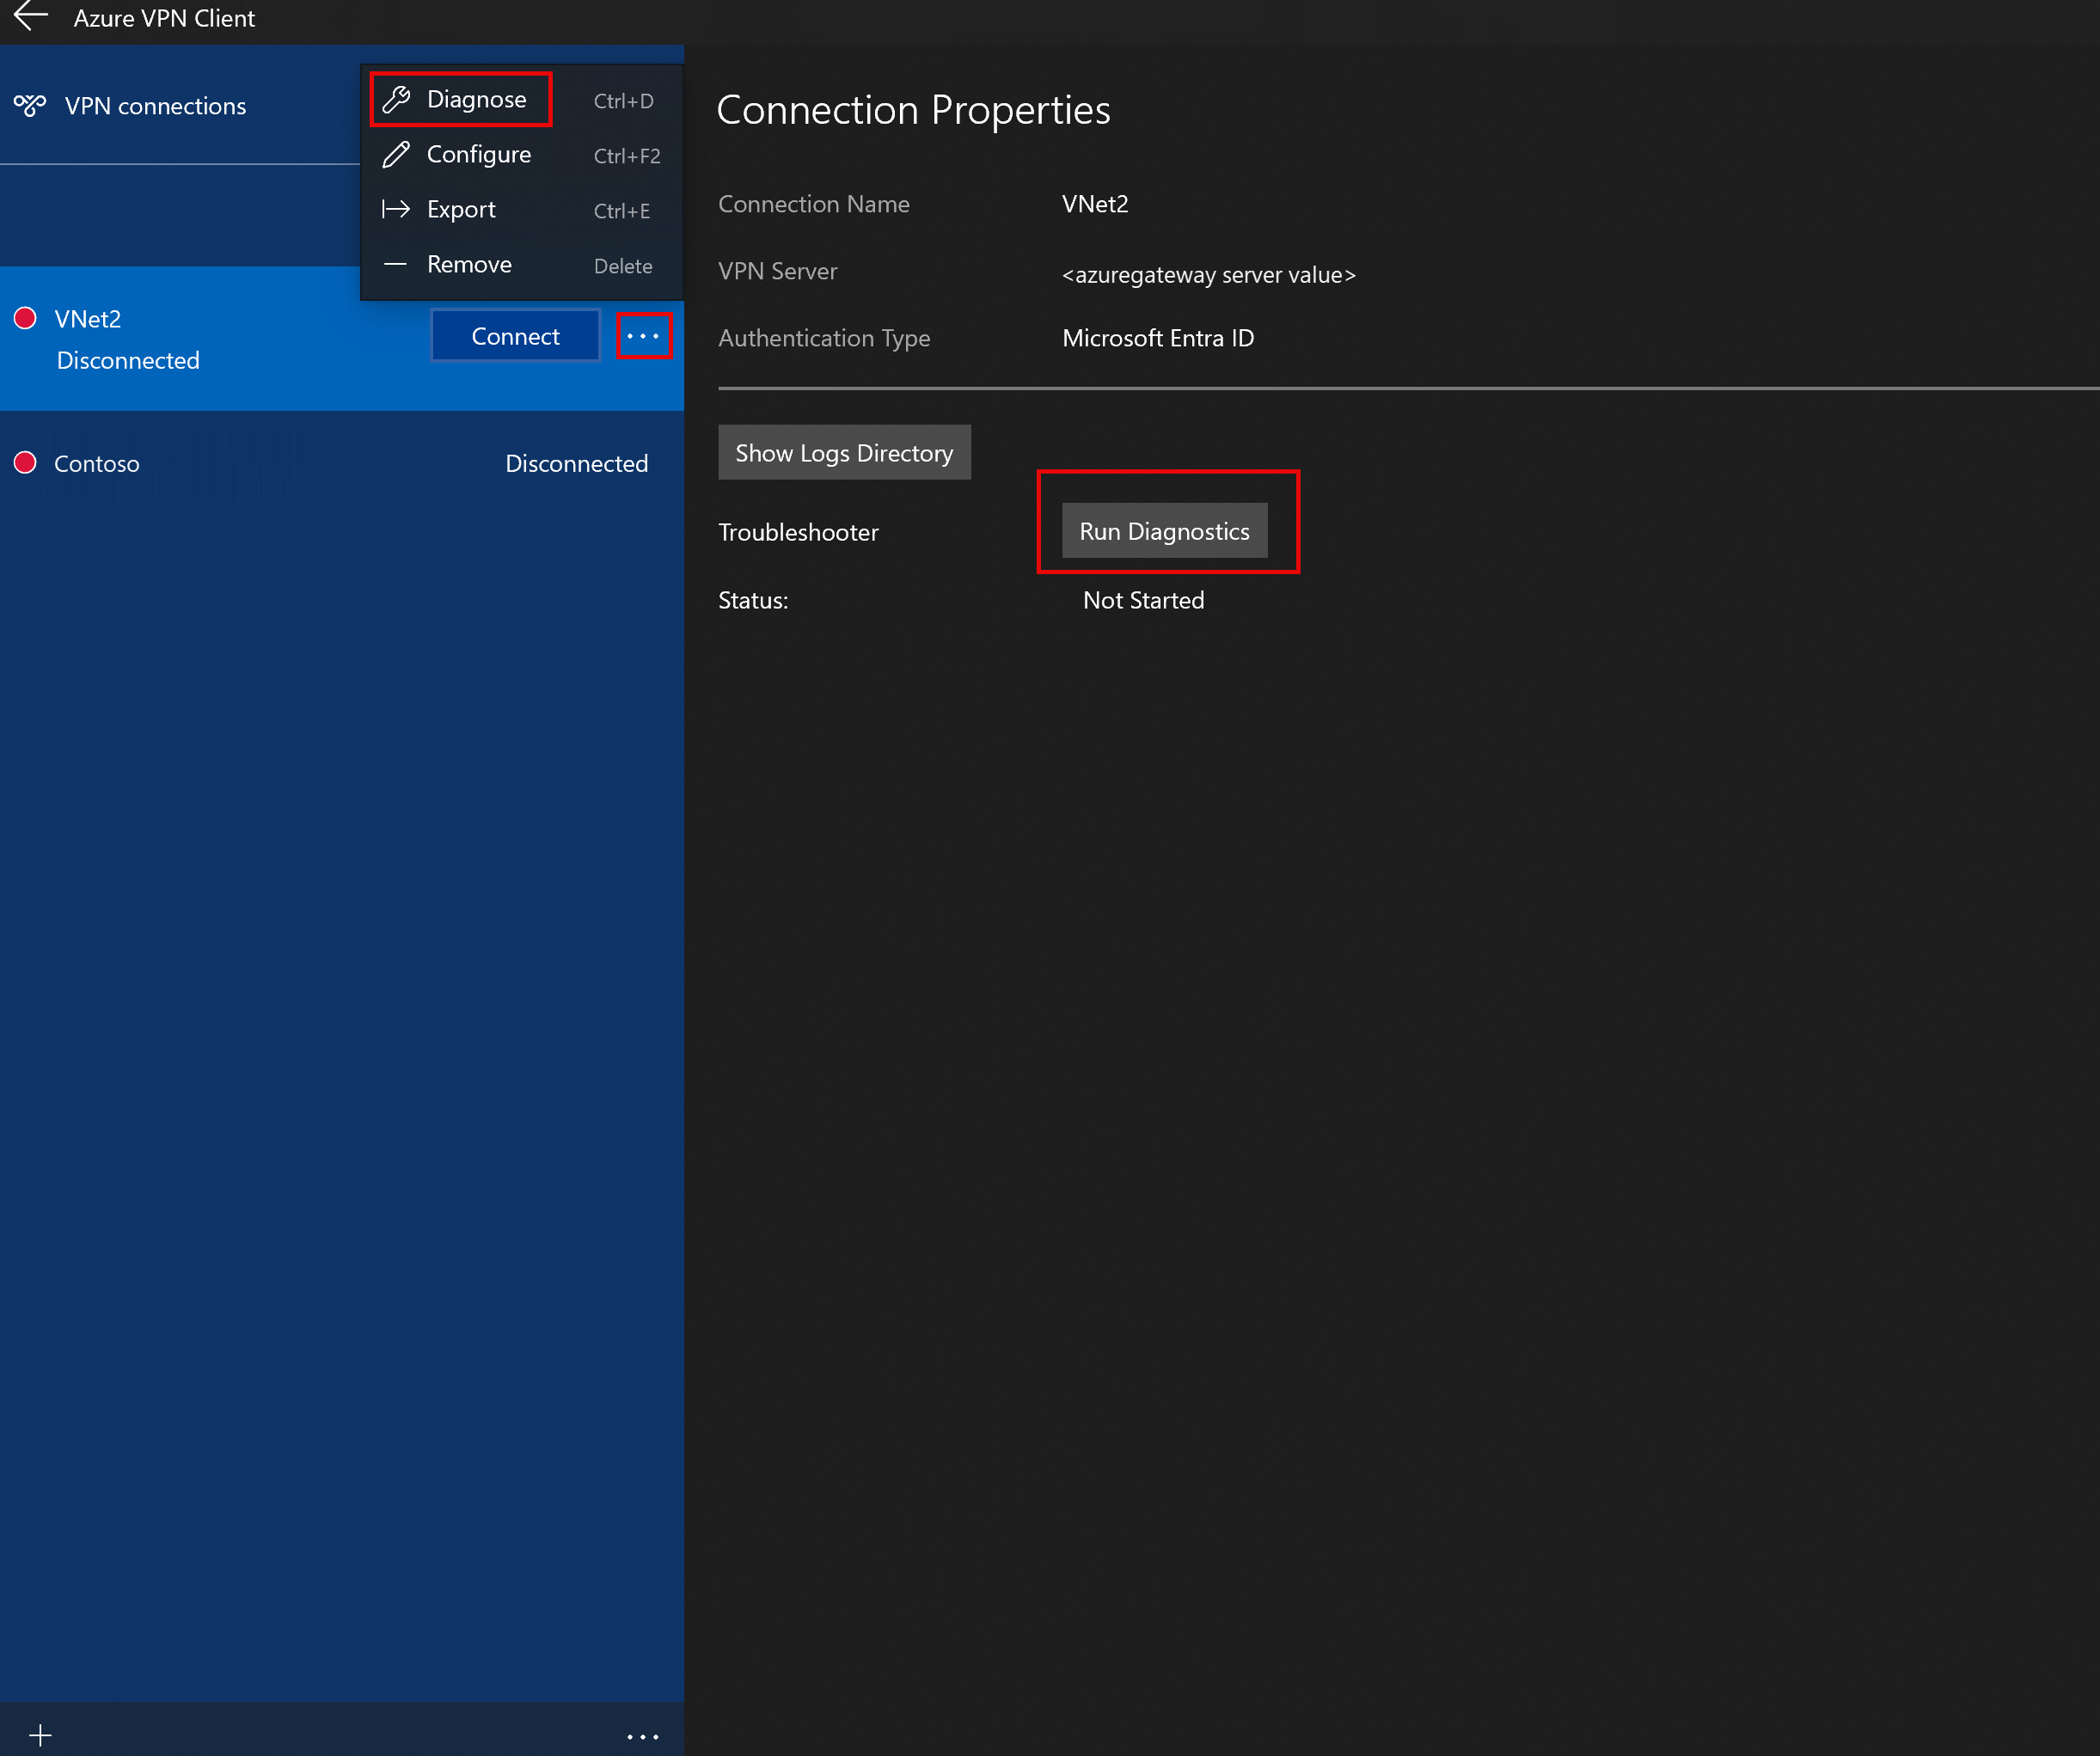 Azure VPN Client
VPN connections
Diagnose Ctrl+D
Configure Ctrl+F2
Export Ctrl+E
Remove Delete
VNet2
Disconnected
Connect
Contoso Disconnected
Connection Properties
Connection Name VNet2
VPN Server <azuregateway server value>
Authentication Type Microsoft Entra ID
Show Logs Directory
Troubleshooter Run Diagnostics
Status: Not Started